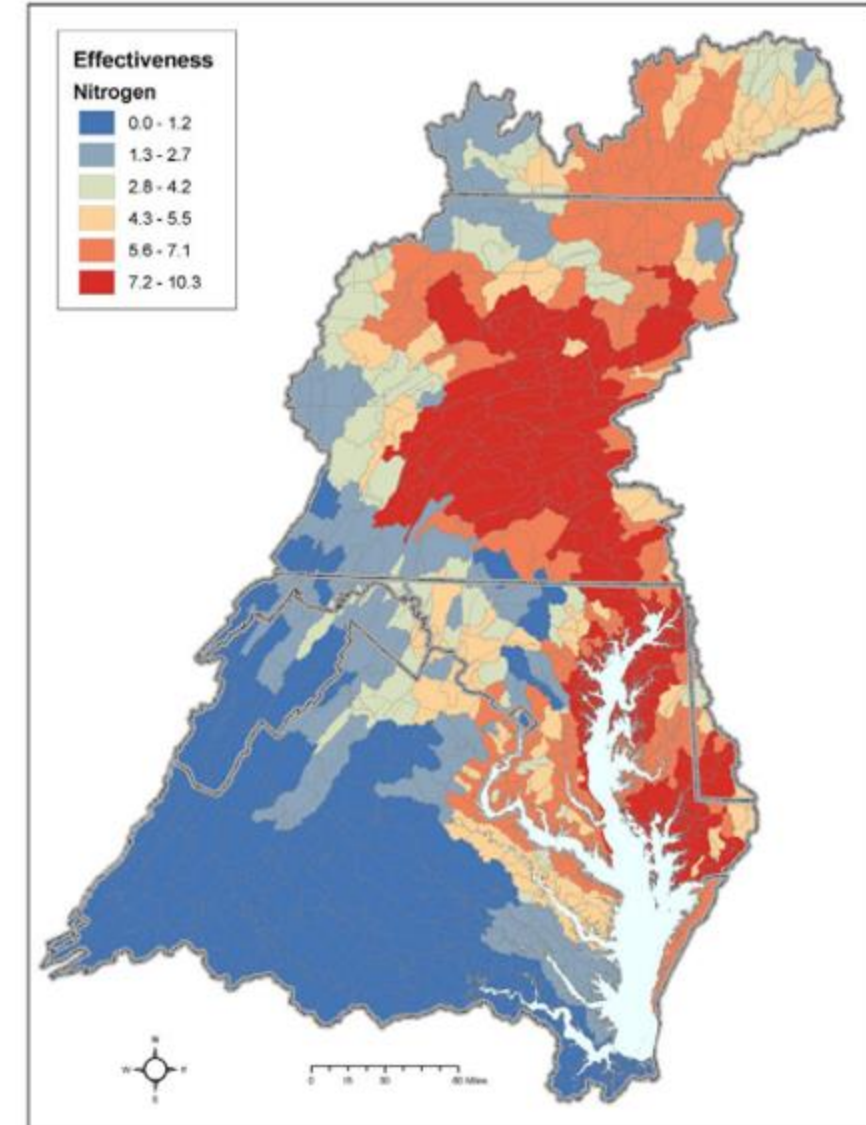 Effectiveness
Nitrogen
0.0 - 1.2
1.3 - 2.7
2.8 - 4.2
4.3 - 5.5
5.6 - 7.1
7.2 - 10.3
N
W
E
S
0 15 30 60 Miles